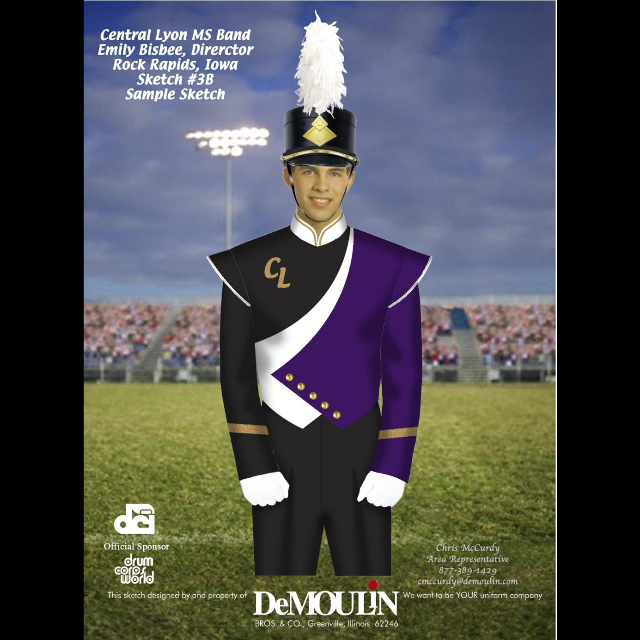 Central Lyon MS Band
Emily Bisbee, Direrctor
Rock Rapids, Iowa
Sketch #3B
Sample Sketch
CL
dci
Official Sponsor
drum
corps
world
Chris McCurdy
Area Representative
877-389-1429
cmccurdy@demoulin.com
This sketch designed by and property of DeMOULIN We want to be YOUR uniform company
BROS. & CO., Greenville, Illinois 62246